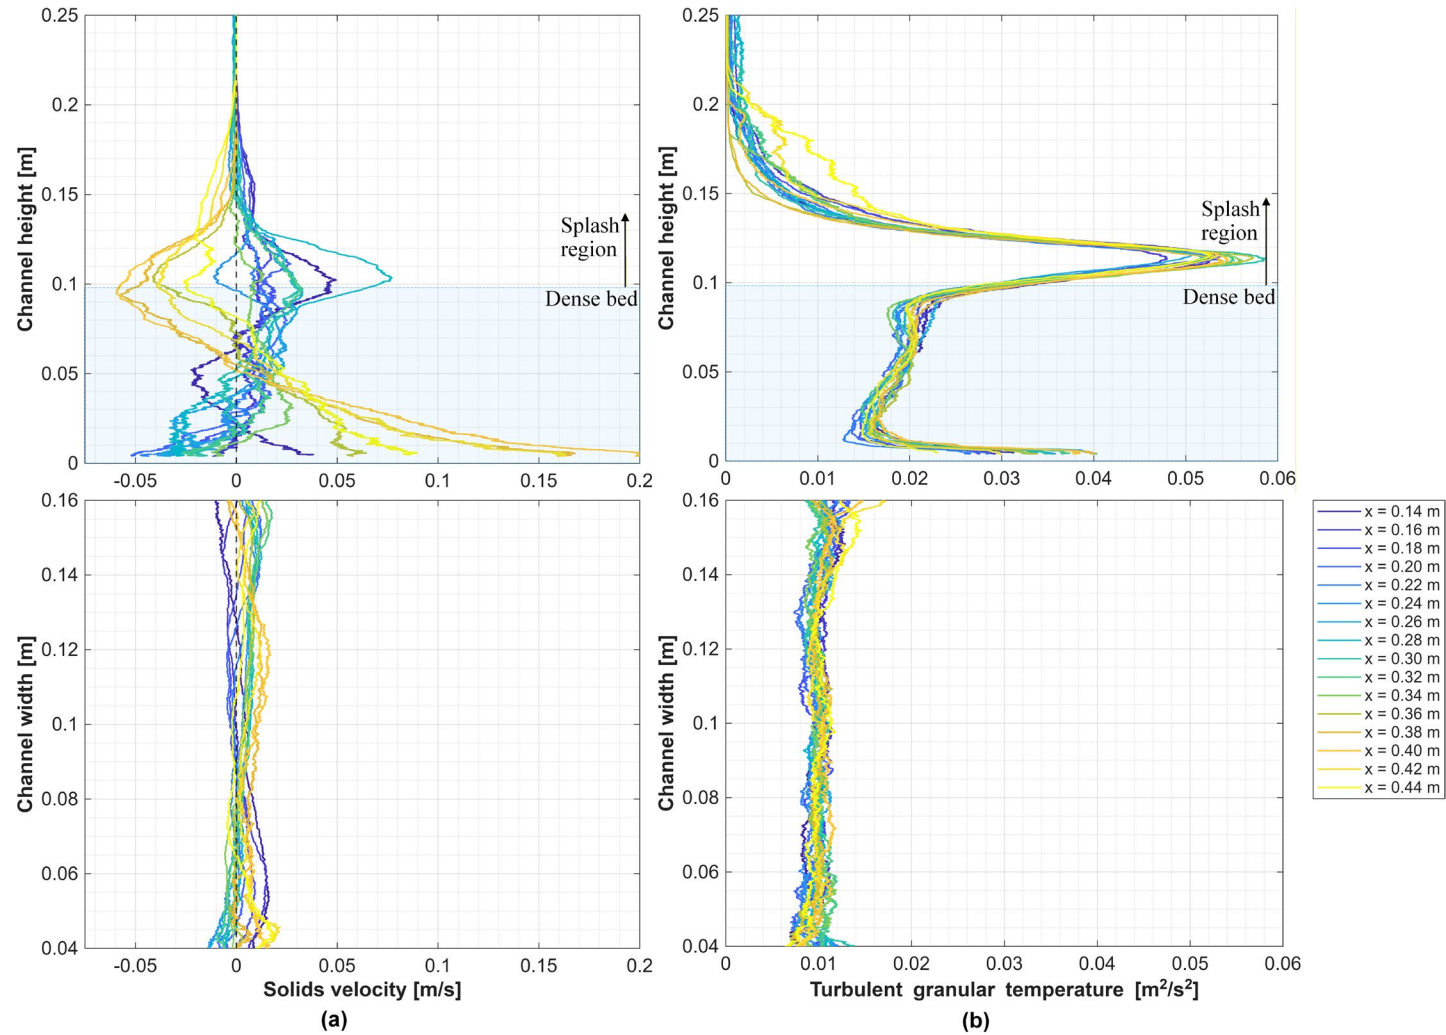 0.25
0.2
0.15
0.1
0.05
0
Channel height [m]
Splash
region
Dense bed
-0.05 0 0.05 0.1 0.15 0.2
0.25
0.2
0.15
0.1
0.05
0
Channel height [m]
Splash
region
Dense bed
0 0.01 0.02 0.03 0.04 0.05 0.06
0.16
0.14
0.12
0.1
0.08
0.06
0.04
Channel width [m]
-0.05 0 0.05 0.1 0.15 0.2
Solids velocity [m/s]
(a)
0.16
0.14
0.12
0.1
0.08
0.06
0.04
Channel width [m]
0 0.01 0.02 0.03 0.04 0.05 0.06
Turbulent granular temperature [m²/s²]
(b)
x = 0.14 m
x = 0.16 m
x = 0.18 m
x = 0.20 m
x = 0.22 m
x = 0.24 m
x = 0.26 m
x = 0.28 m
x = 0.30 m
x = 0.32 m
x = 0.34 m
x = 0.36 m
x = 0.38 m
x = 0.40 m
x = 0.42 m
x = 0.44 m